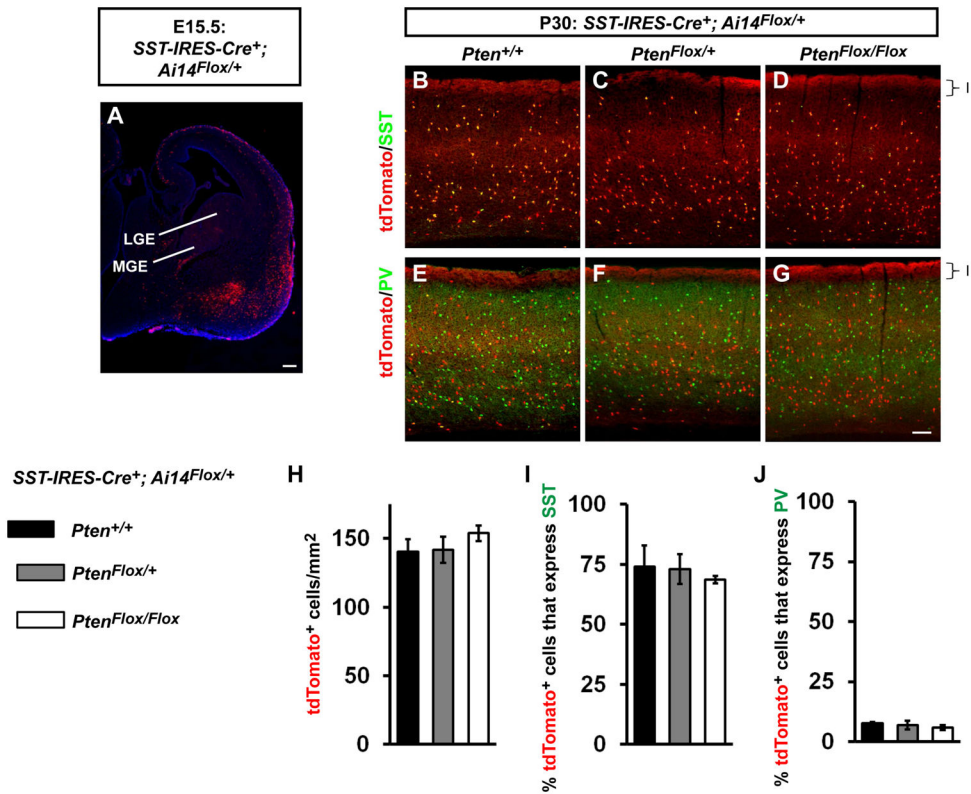 E15.5:
SST-IRES-Cre+;
Ai14Flox/+
A
LGE
MGE
P30: SST-IRES-Cre+; Ai14Flox/+
Pten+/+
PtenFlox/+
PtenFlox/Flox
tdTomato/SST
B
C
D
I
tdTomato/PV
E
F
G
I
SST-IRES-Cre+; Ai14Flox/+
Pten+/+
PtenFlox/+
PtenFlox/Flox
H
tdTomato+ cells/mm2
150
100
150
50
0
I
% tdTomato+ cells that express SST
100
75
50
25
0
J
% tdTomato+ cells that express PV
100
75
50
25
0